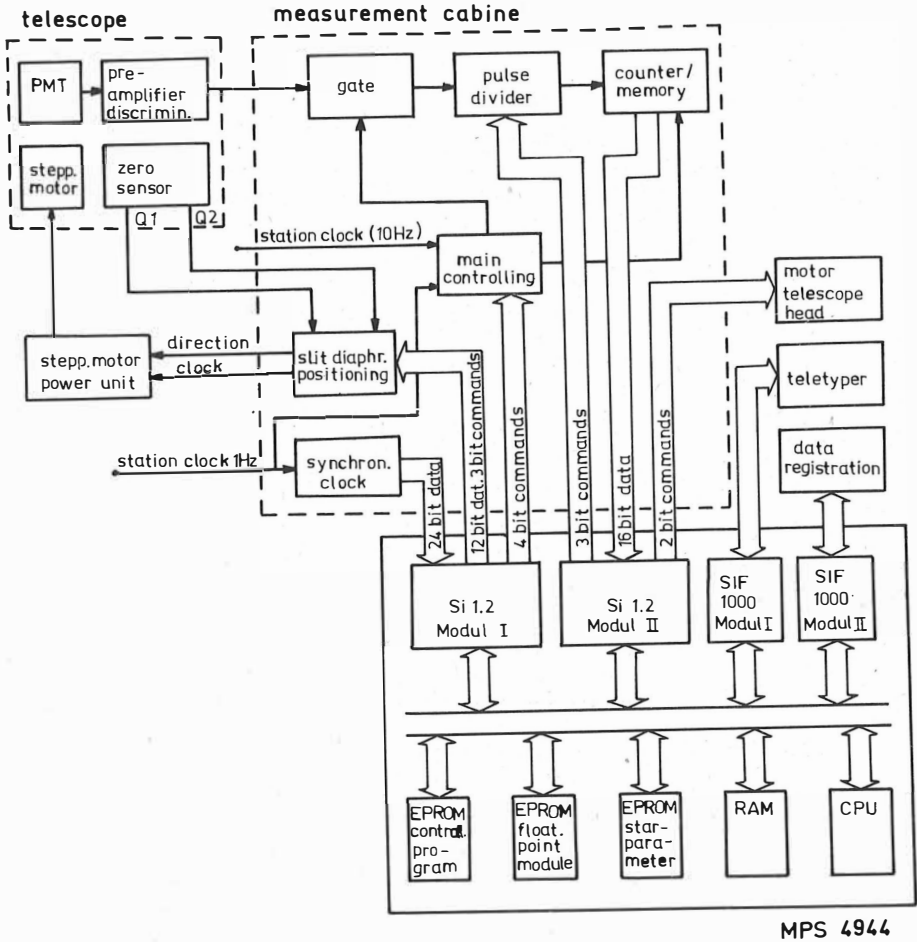 telescope
measurement cabine
PMT
pre-
amplifier
discrimin.
gate
pulse
divider
counter/
memory
stepp.
motor
zero
sensor
Q1
Q2
station clock (10Hz)
main
controlling
motor
telescope
head
stepp. motor
power unit
direction
clock
slit diaphr.
positioning
teletyper
station clock 1Hz
synchron.
clock
data
registration
24 bit data
12 bit dat. 3 bit commands
4 bit commands
3 bit commands
16 bit data
2 bit commands
Si 1.2
Modul I
Si 1.2
Modul II
SIF
1000
Modul I
SIF
1000
Modul II
EPROM
control.
pro-
gram
EPROM
float.
point
module
EPROM
star-
para-
meter
RAM
CPU
MPS 4944